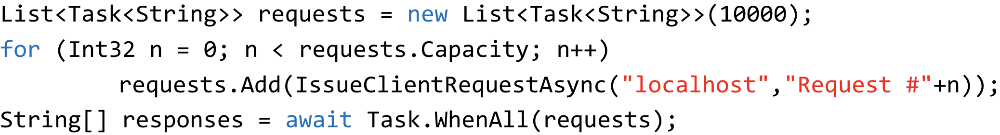 List<Task<String>> requests = new List<Task<String>>(10000);
for (Int32 n = 0; n < requests.Capacity; n++)
requests.Add(IssueClientRequestAsync("localhost","Request #"+n));
String[] responses = await Task.WhenAll(requests);